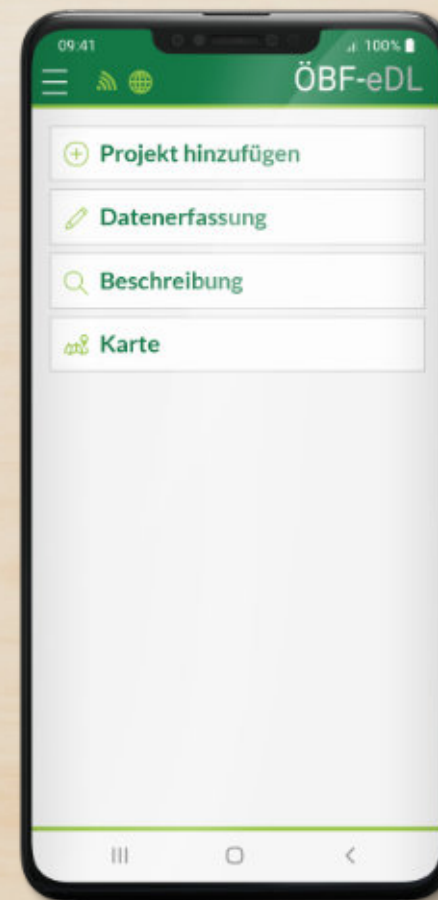 09:41 100%
ÖBF-eDL
Projekt hinzufügen
Datenerfassung
Beschreibung
Karte